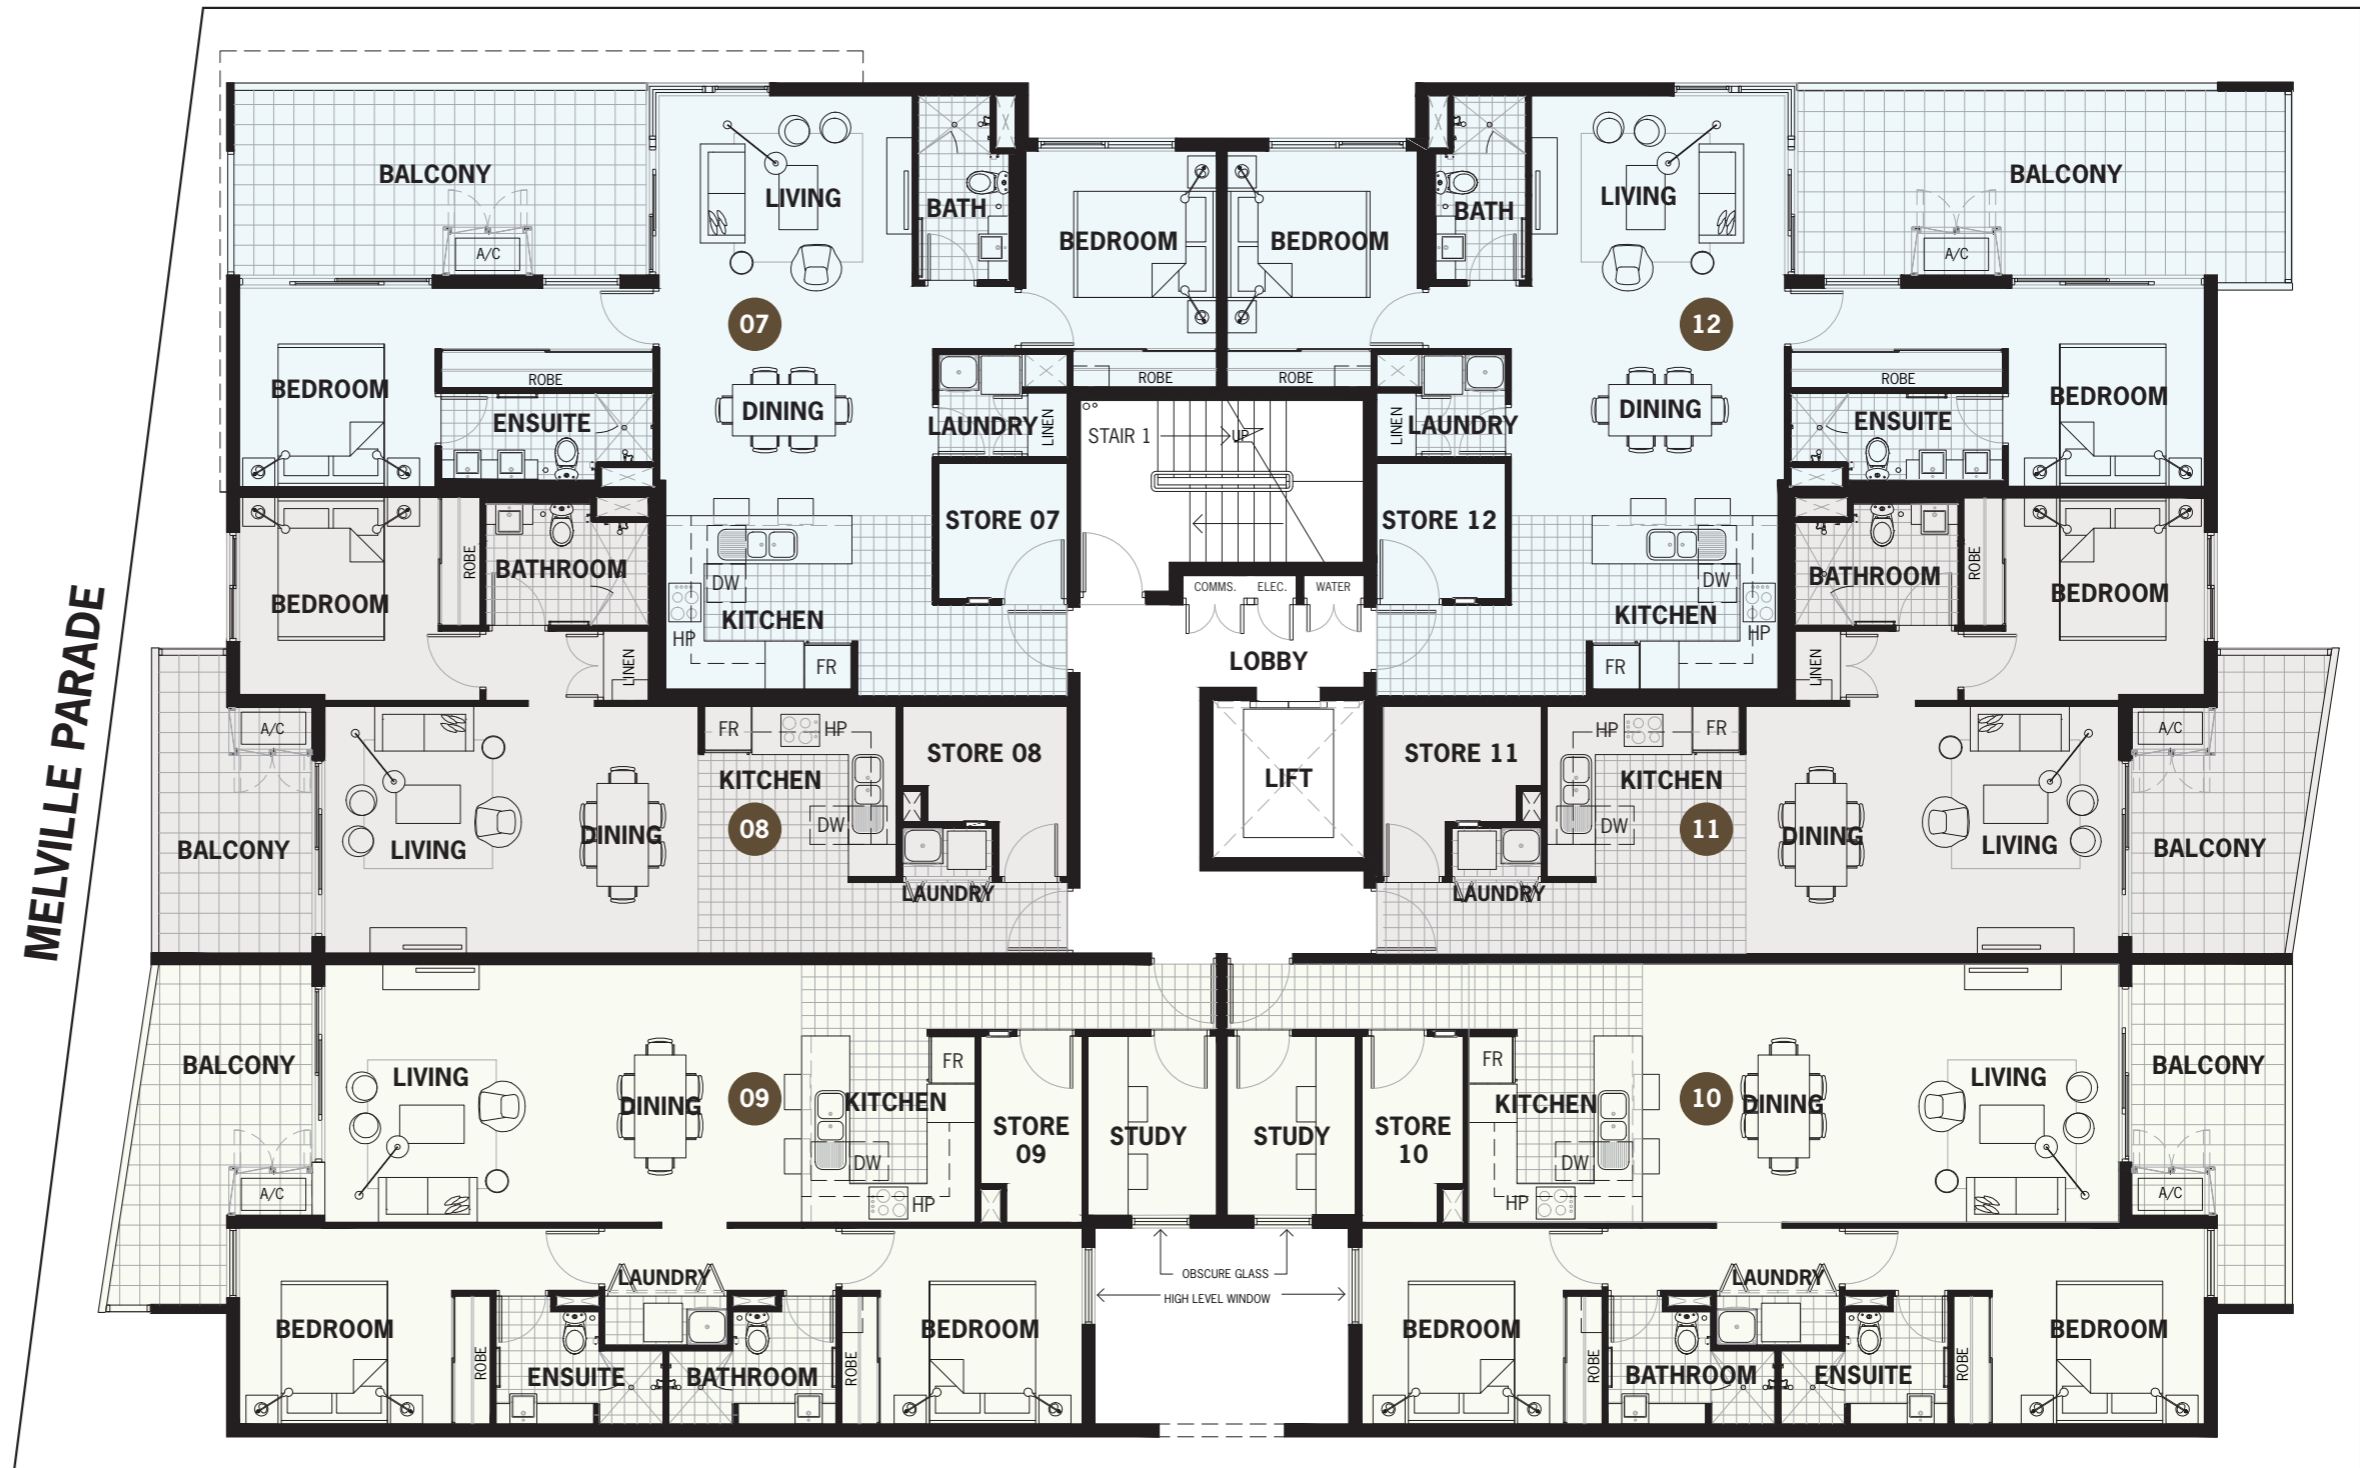 MELVILLE PARADE
BALCONY
A/C
LIVING
BATH
BEDROOM
07
BEDROOM
ROBE
ENSUITE
DINING
LAUNDRY
LINEN
ROBE
STORE 07
DW
KITCHEN
HP
FR
BEDROOM
BATH
LIVING
BALCONY
A/C
12
ROBE
LINEN
LAUNDRY
DINING
ROBE
ENSUITE
BEDROOM
STORE 12
DW
KITCHEN
HP
FR
STAIR 1
UP
COMMS.
ELEC.
WATER
LOBBY
LIFT
BEDROOM
ROBE
BATHROOM
LINEN
A/C
BALCONY
LIVING
DINING
FR
HP
KITCHEN
08
DW
STORE 08
LAUNDRY
BATHROOM
ROBE
BEDROOM
LINEN
STORE 11
HP
FR
KITCHEN
11
DW
LAUNDRY
DINING
LIVING
A/C
BALCONY
BALCONY
A/C
LIVING
DINING
09
FR
KITCHEN
DW
HP
STORE
09
STUDY
LAUNDRY
BEDROOM
ROBE
ENSUITE
BATHROOM
ROBE
BEDROOM
OBSCURE GLASS
HIGH LEVEL WINDOW
STUDY
STORE
10
FR
KITCHEN
DW
HP
10
DINING
LIVING
BALCONY
A/C
LAUNDRY
BEDROOM
ROBE
BATHROOM
ENSUITE
ROBE
BEDROOM